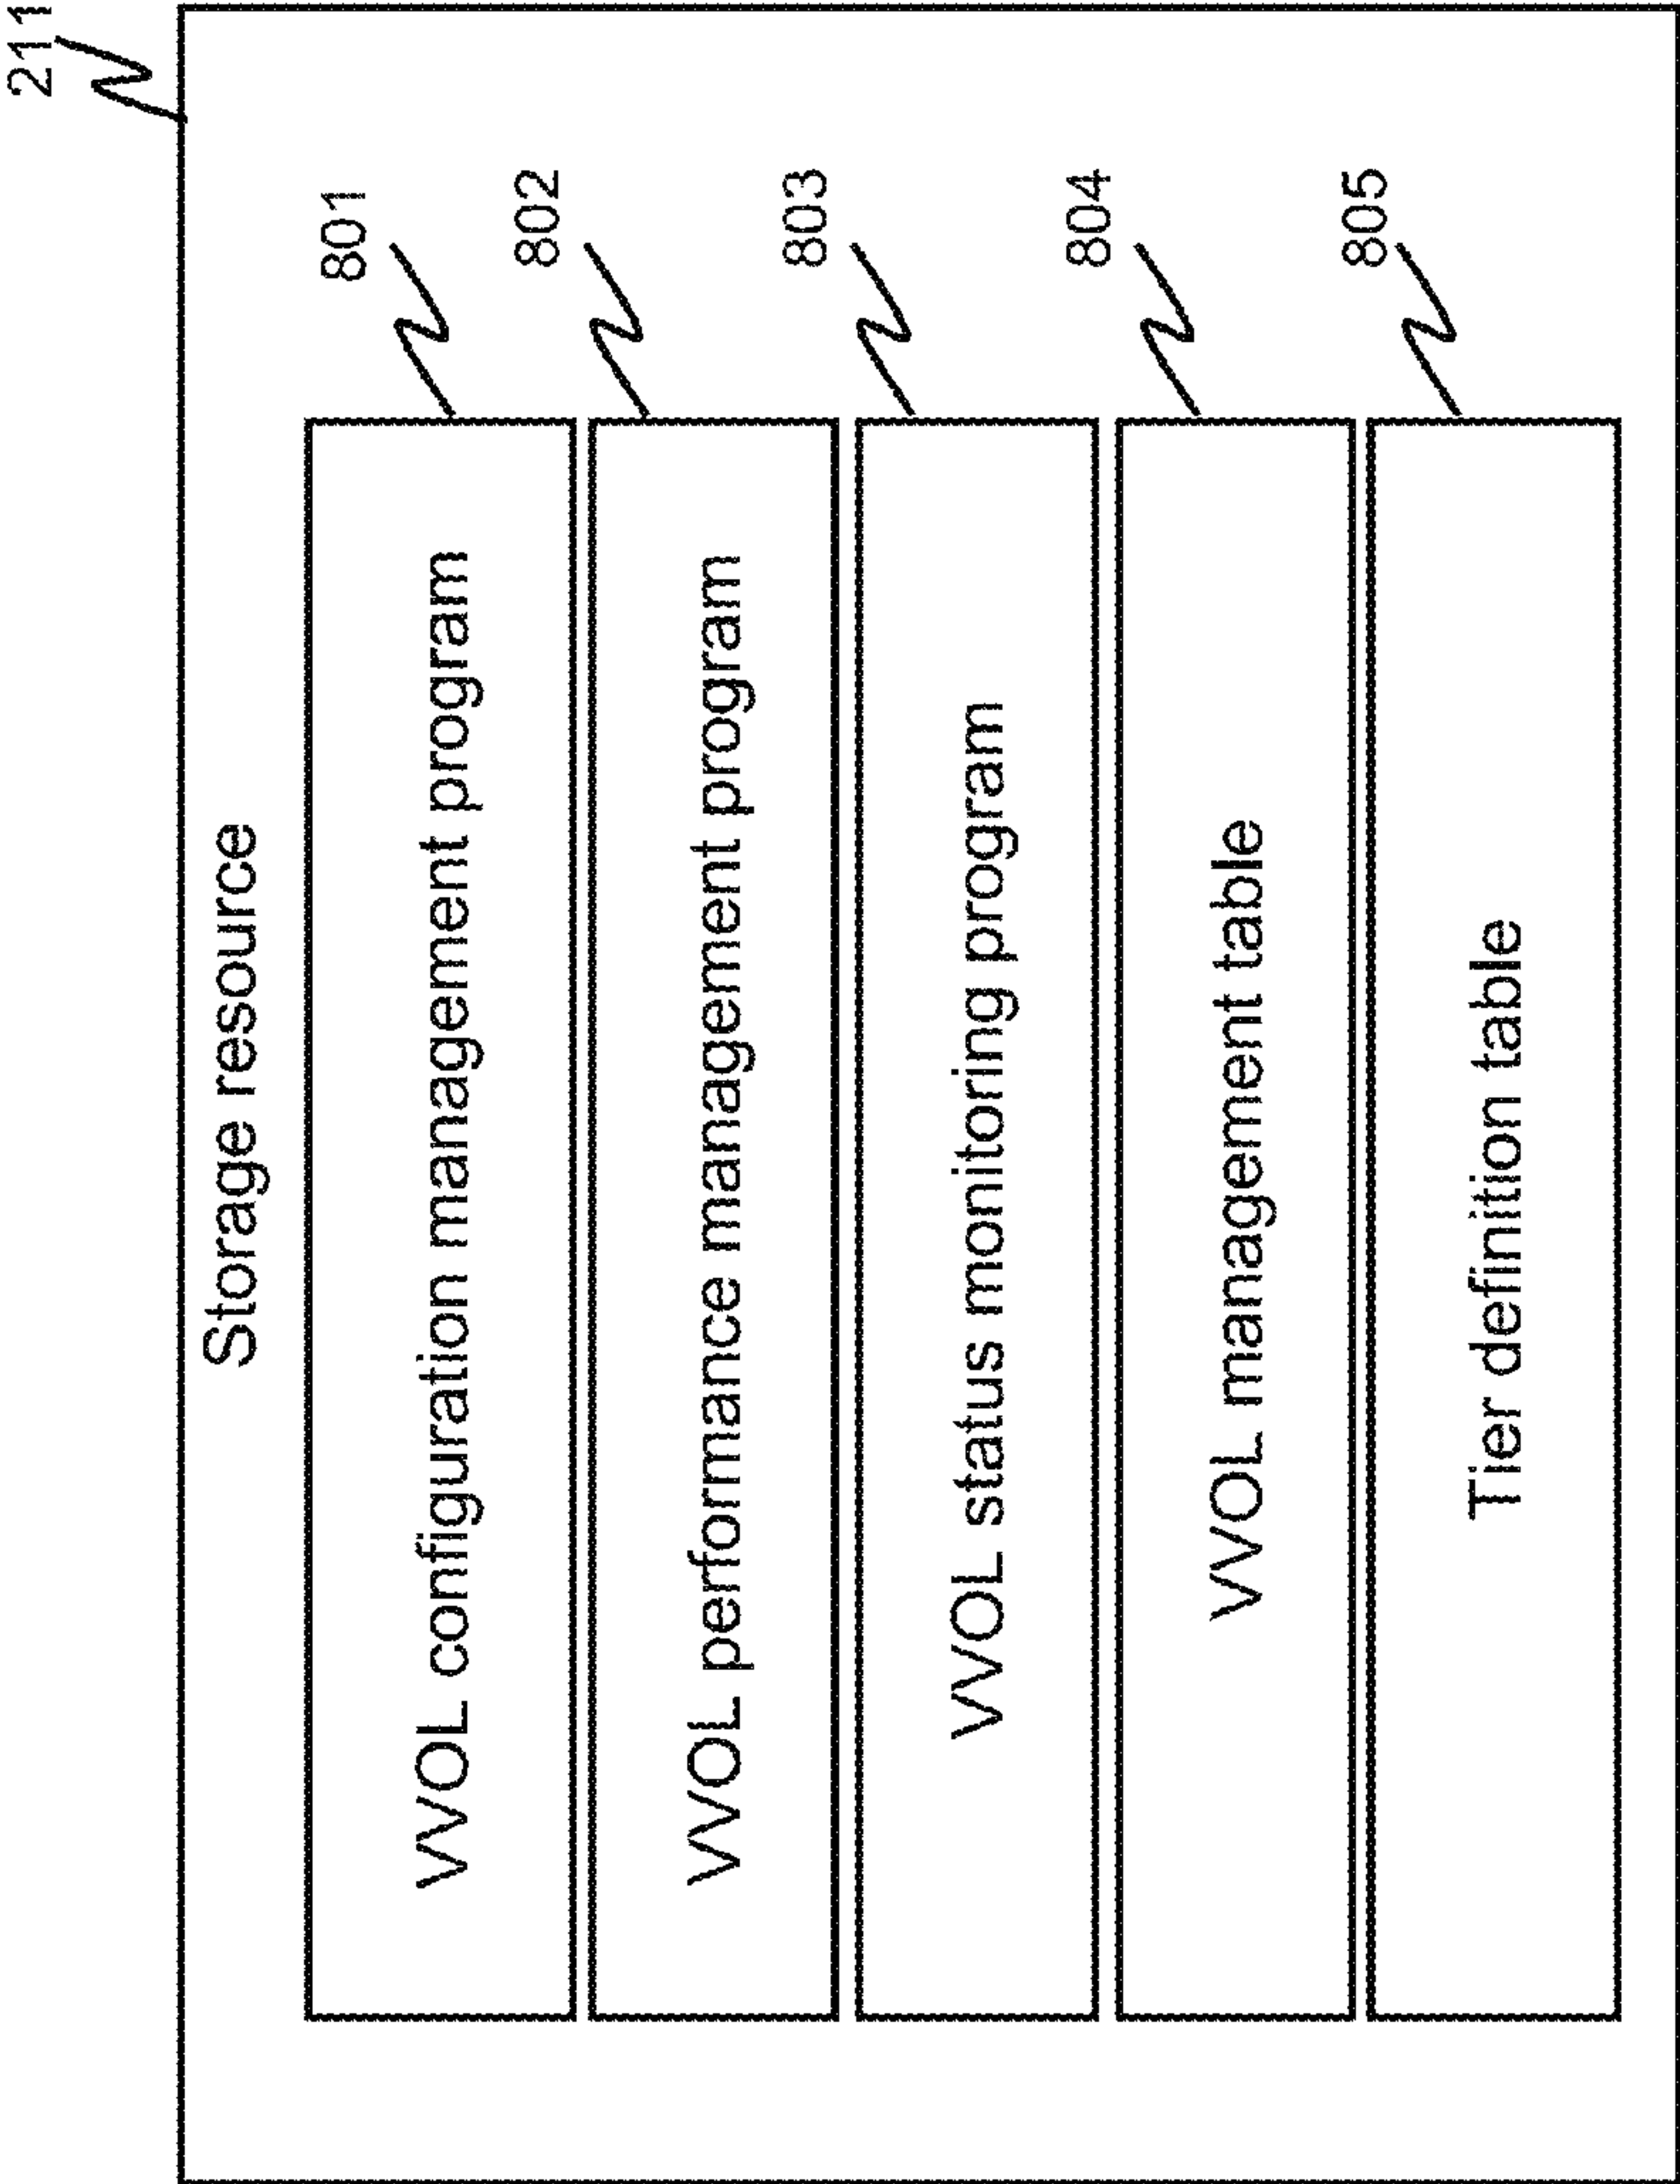 211
Storage resource
VVOL configuration management program
801
VVOL performance management program
802
VVOL status monitoring program
803
VVOL management table
804
Tier definition table
805